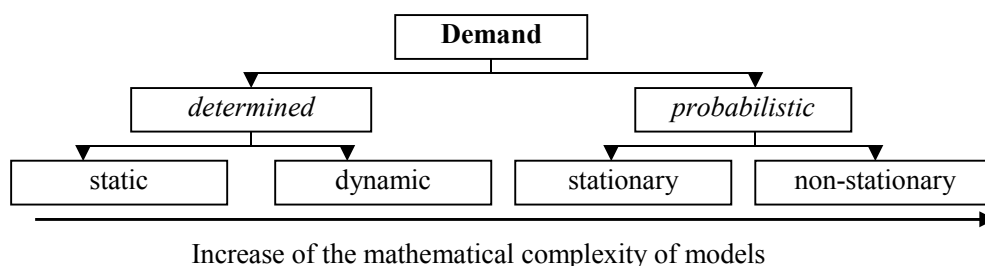 Demand
determined
probabilistic
static
dynamic
stationary
non-stationary
Increase of the mathematical complexity of models